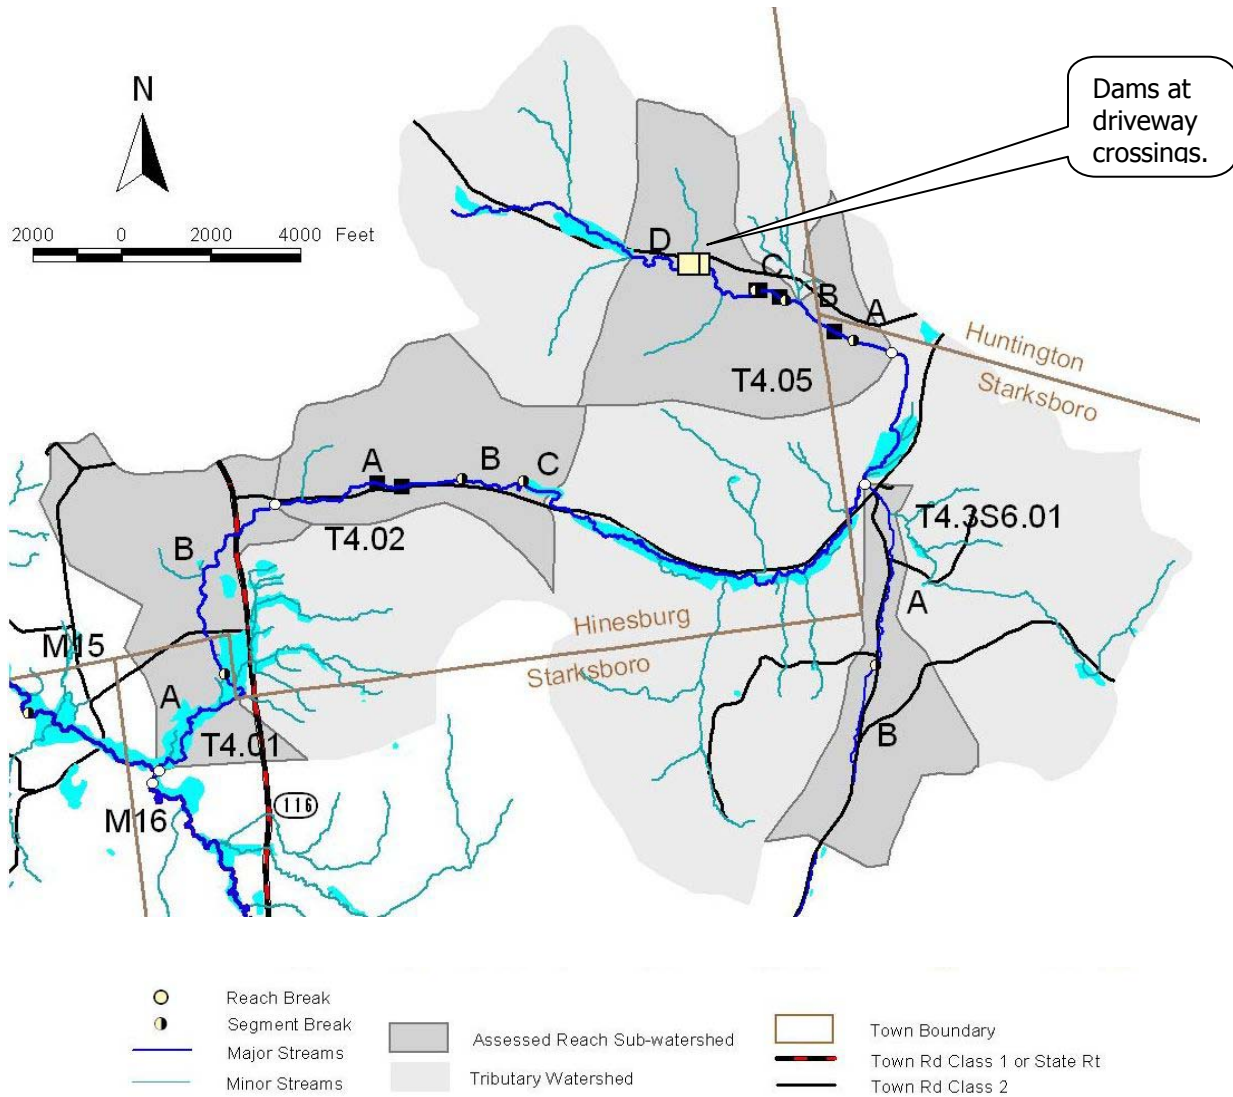 N
2000 0 2000 4000 Feet
Dams at
driveway
crossings.
D
C
B
A
Huntington
Starksboro
T4.05
A
B
C
T4.02
T4.3S6.01
B
A
Hinesburg
Starksboro
M15
A
T4.01
B
116
M16
Reach Break
Segment Break
Major Streams
Minor Streams
Assessed Reach Sub-watershed
Tributary Watershed
Town Boundary
Town Rd Class 1 or State Rt
Town Rd Class 2